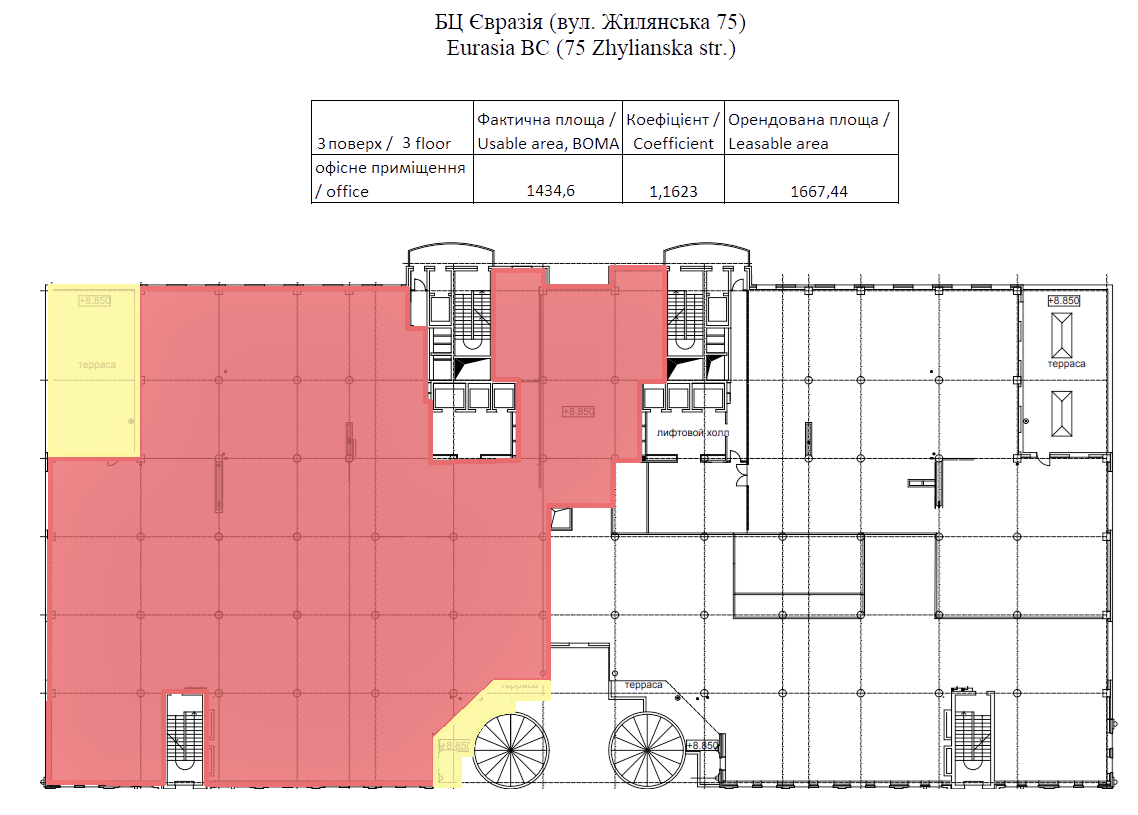 БЦ Євразія (вул. Жилянська 75)
Eurasia BC (75 Zhylianska str.)
3 поверх / 3 floor
Фактична площа /
Usable area, BOMA
Коефіцієнт /
Coefficient
Орендована площа /
Leasable area
офісне приміщення
/ office
1434,6
1,1623
1667,44
+8.850
терраса
+8.850
лифтовой холл
+8.850
терраса
терраса
терраса
+8.850
+8.850